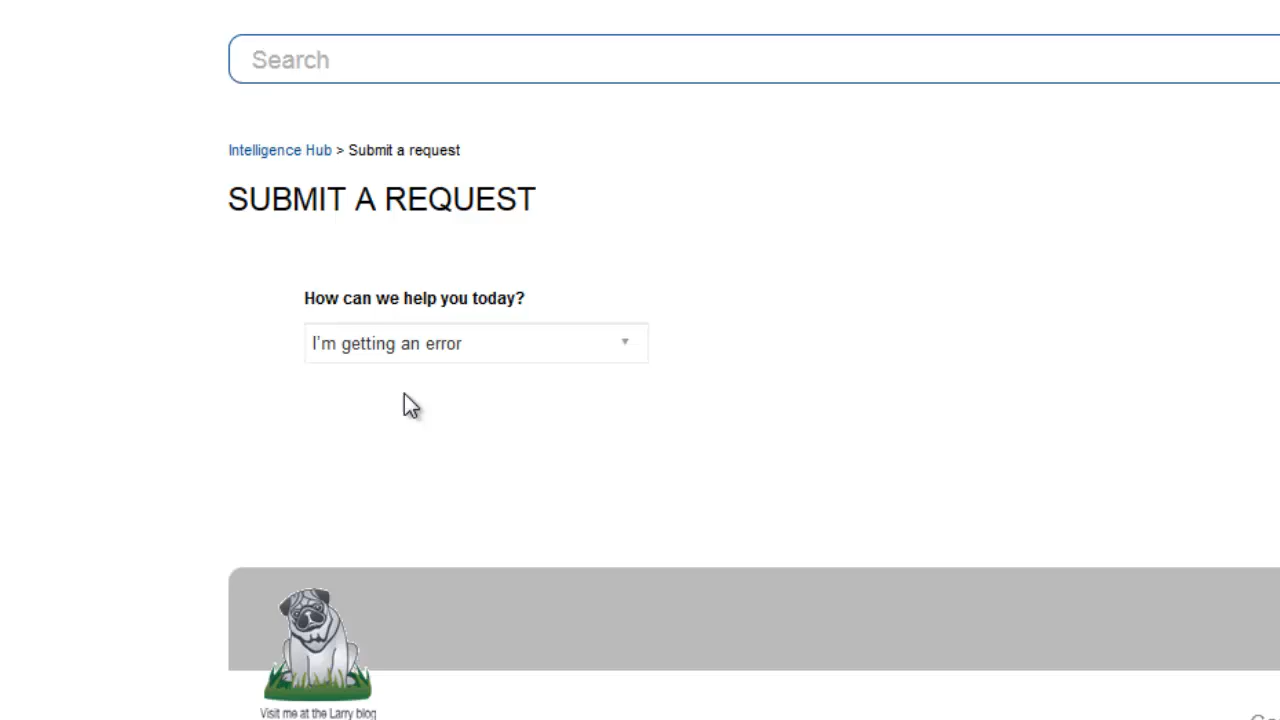 Search
Intelligence Hub > Submit a request
SUBMIT A REQUEST
How can we help you today?
I'm getting an error
Visit me at the Larry blog